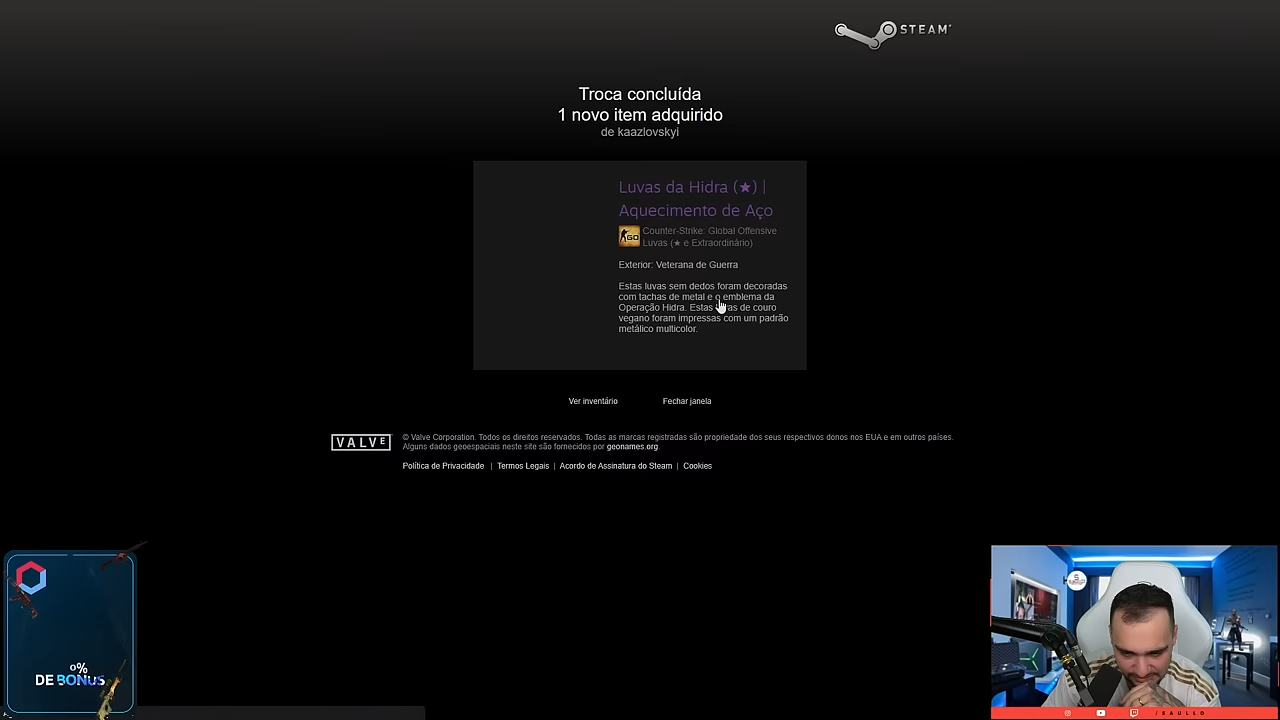 STEAM
Troca concluída
1 novo item adquirido
de kaazlovskyi
Luvas da Hidra (★) |
Aquecimento de Aço
GO
Counter-Strike: Global Offensive
Luvas (★ e Extraordinário)
Exterior: Veterana de Guerra
Estas luvas sem dedos foram decoradas
com tachas de metal e o emblema da
Operação Hidra. Estas luvas de couro
vegano foram impressas com um padrão
metálico multicolor.
Ver inventário
Fechar janela
VALVE
© Valve Corporation. Todos os direitos reservados. Todas as marcas registradas são propriedade dos seus respectivos donos nos EUA e em outros países.
Alguns dados geoespaciais neste site são fornecidos por geonames.org.
Política de Privacidade | Termos Legais | Acordo de Assinatura do Steam | Cookies
0%
DE BONUS
/SAULLO